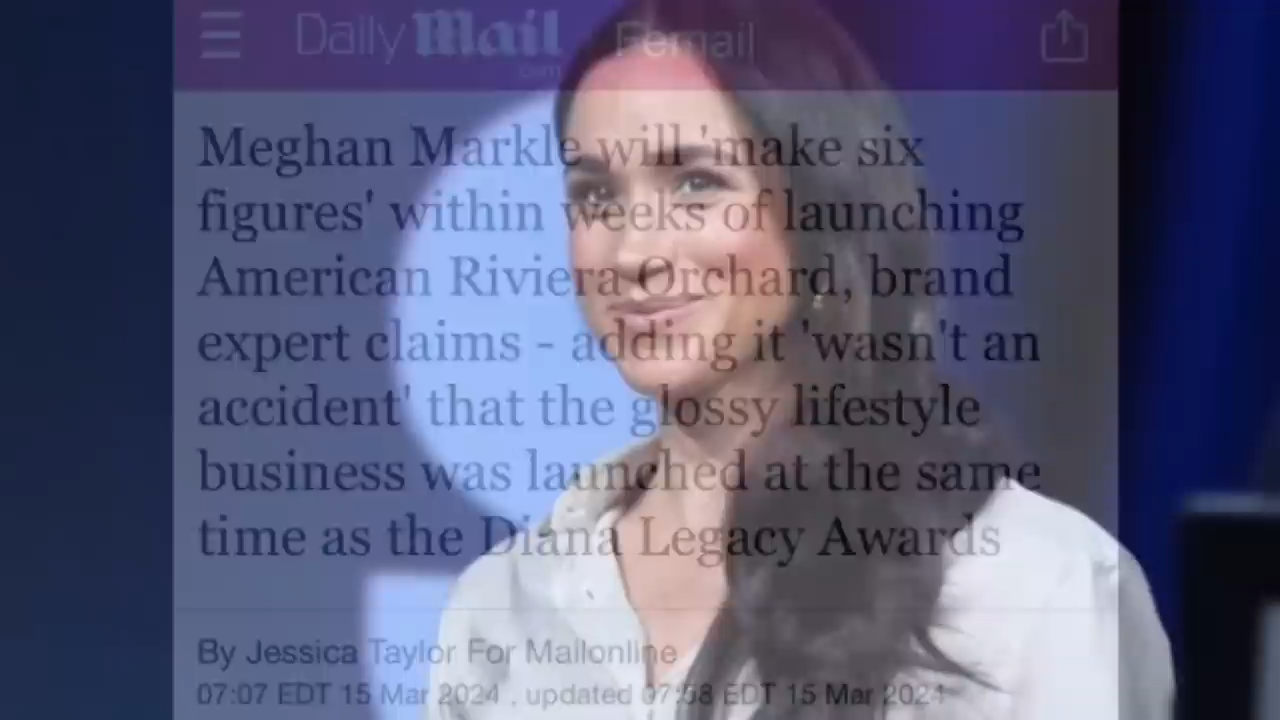 Daily Mail Femail
.com
Meghan Markle will 'make six
figures' within weeks of launching
American Riviera Orchard, brand
expert claims - adding it 'wasn't an
accident' that the glossy lifestyle
business was launched at the same
time as the Diana Legacy Awards
By Jessica Taylor For Mailonline
07:07 EDT 15 Mar 2024 , updated 07:58 EDT 15 Mar 2024